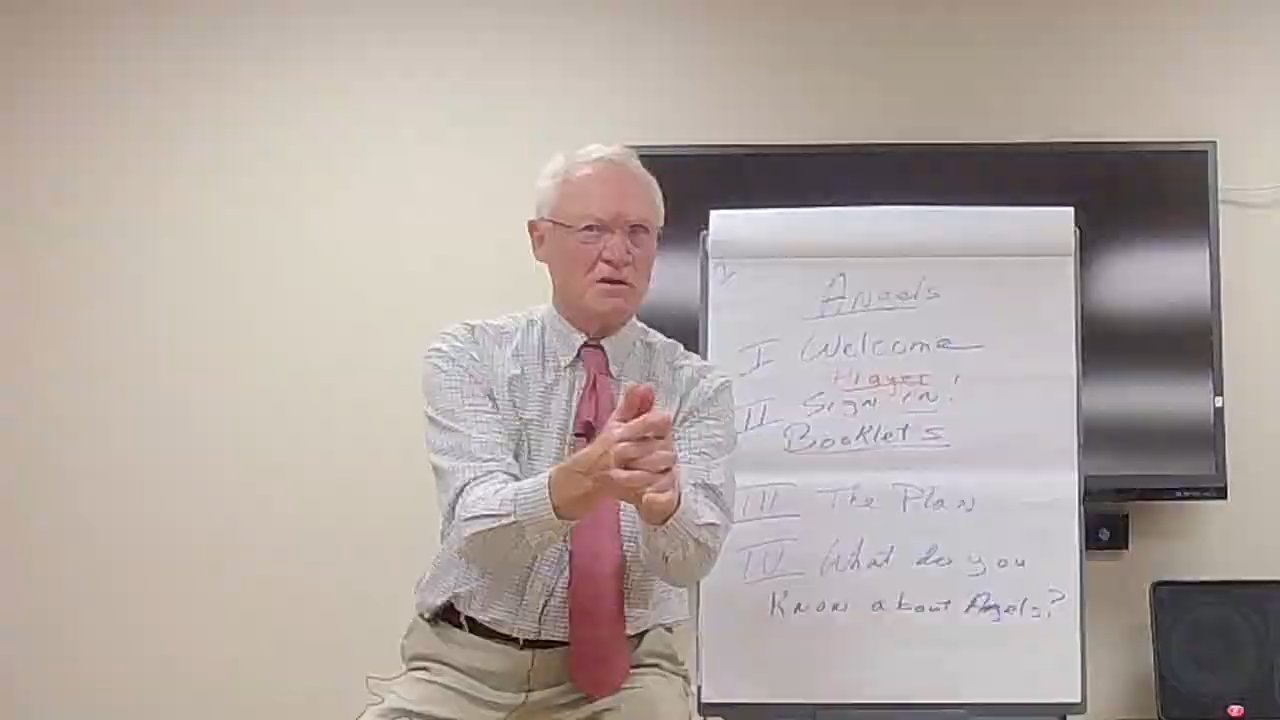 Angels
I Welcome
Prayer!
II Sign in!
Booklets
III The Plan
IV What do you
Know about Angels?